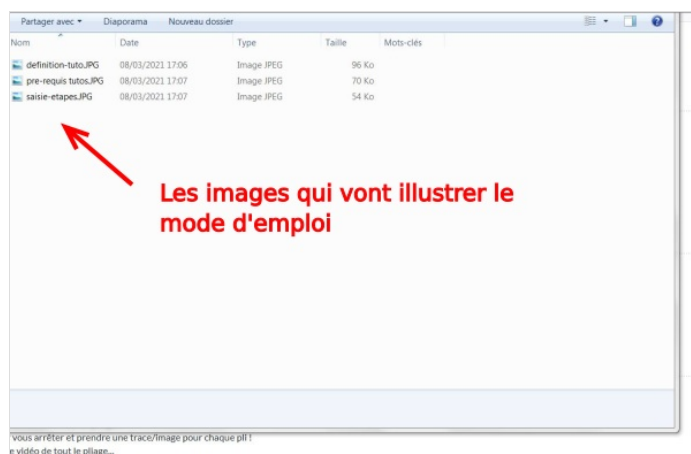 Partager avec Diaporama Nouveau dossier
Nom Date Type Taille Mots-clés
definition-tuto.JPG 08/03/2021 17:06 Image JPEG 96 Ko
pre-requis tutos.JPG 08/03/2021 17:07 Image JPEG 70 Ko
saisie-etapes.JPG 08/03/2021 17:07 Image JPEG 54 Ko
Les images qui vont illustrer le
mode d'emploi
vous arrêter et prendre une trace/image pour chaque pli !
e vidéo de tout le pliage...